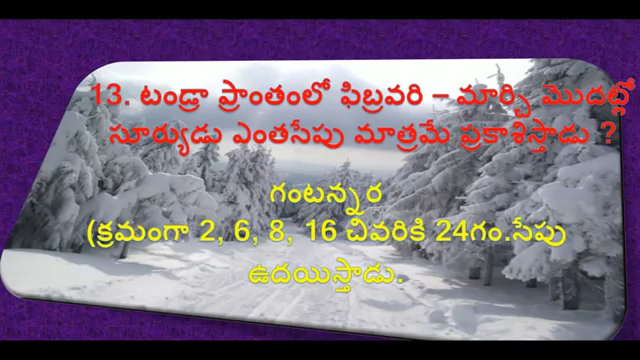 13. టండ్రా ప్రాంతంలో ఫిబ్రవరి – మార్చి మొదట్లో
సూర్యుడు ఎంతసేపు మాత్రమే ప్రకాశిస్తాడు ?
గంటన్నర
(క్రమంగా 2, 6, 8, 16 చివరికి 24గం.సేపు
ఉదయిస్తాడు.